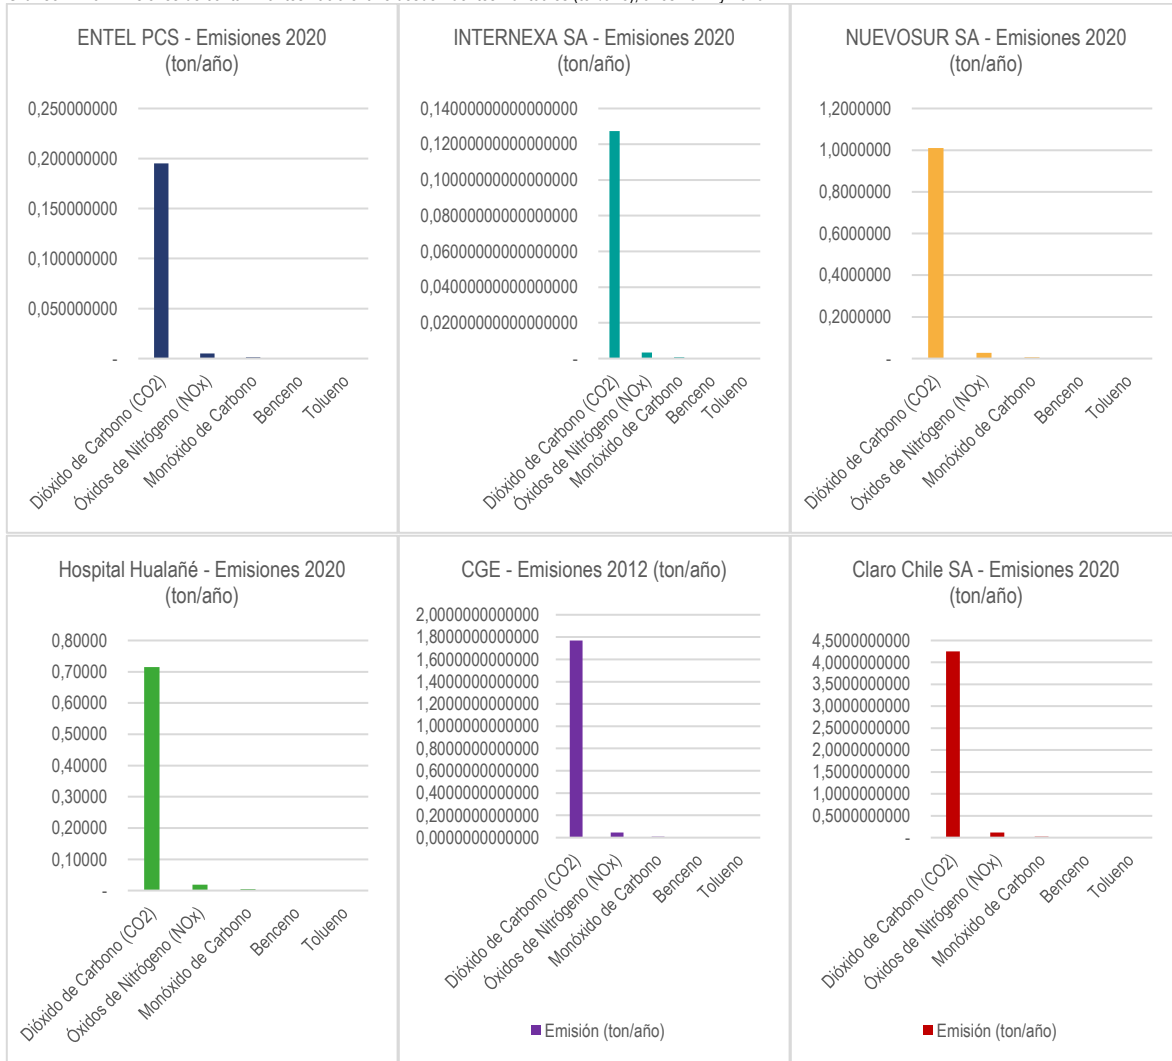 ENTEL PCS - Emisiones 2020
(ton/año)
0,250000000
0,200000000
0,150000000
0,100000000
0,050000000
-
Dióxido de Carbono (CO2)
Óxidos de Nitrógeno (NOx)
Monóxido de Carbono
Benceno
Tolueno
INTERNEXA SA - Emisiones 2020
(ton/año)
0,14000000000000
0,12000000000000
0,10000000000000
0,08000000000000
0,06000000000000
0,04000000000000
0,02000000000000
-
Dióxido de Carbono (CO2)
Óxidos de Nitrógeno (NOx)
Monóxido de Carbono
Benceno
Tolueno
NUEVOSUR SA - Emisiones 2020
(ton/año)
1,2000000
1,0000000
0,8000000
0,6000000
0,4000000
0,2000000
-
Dióxido de Carbono (CO2)
Óxidos de Nitrógeno (NOx)
Monóxido de Carbono
Benceno
Tolueno
Hospital Hualañé - Emisiones 2020
(ton/año)
0,80000
0,70000
0,60000
0,50000
0,40000
0,30000
0,20000
0,10000
-
Dióxido de Carbono (CO2)
Óxidos de Nitrógeno (NOx)
Monóxido de Carbono
Benceno
Tolueno
CGE - Emisiones 2012 (ton/año)
2,0000000000000
1,8000000000000
1,6000000000000
1,4000000000000
1,2000000000000
1,0000000000000
0,8000000000000
0,6000000000000
0,4000000000000
0,2000000000000
0,0000000000000
Dióxido de Carbono (CO2)
Óxidos de Nitrógeno (NOx)
Monóxido de Carbono
Benceno
Tolueno
Emisión (ton/año)
Claro Chile SA - Emisiones 2020
(ton/año)
4,5000000000
4,0000000000
3,5000000000
3,0000000000
2,5000000000
2,0000000000
1,5000000000
1,0000000000
0,5000000000
-
Dióxido de Carbono (CO2)
Óxidos de Nitrógeno (NOx)
Monóxido de Carbono
Benceno
Tolueno
Emisión (ton/año)